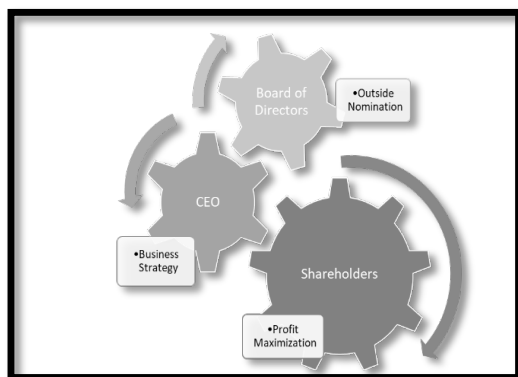 Board of
Directors
•Outside
Nomination
CEO
•Business
Strategy
Shareholders
•Profit
Maximization